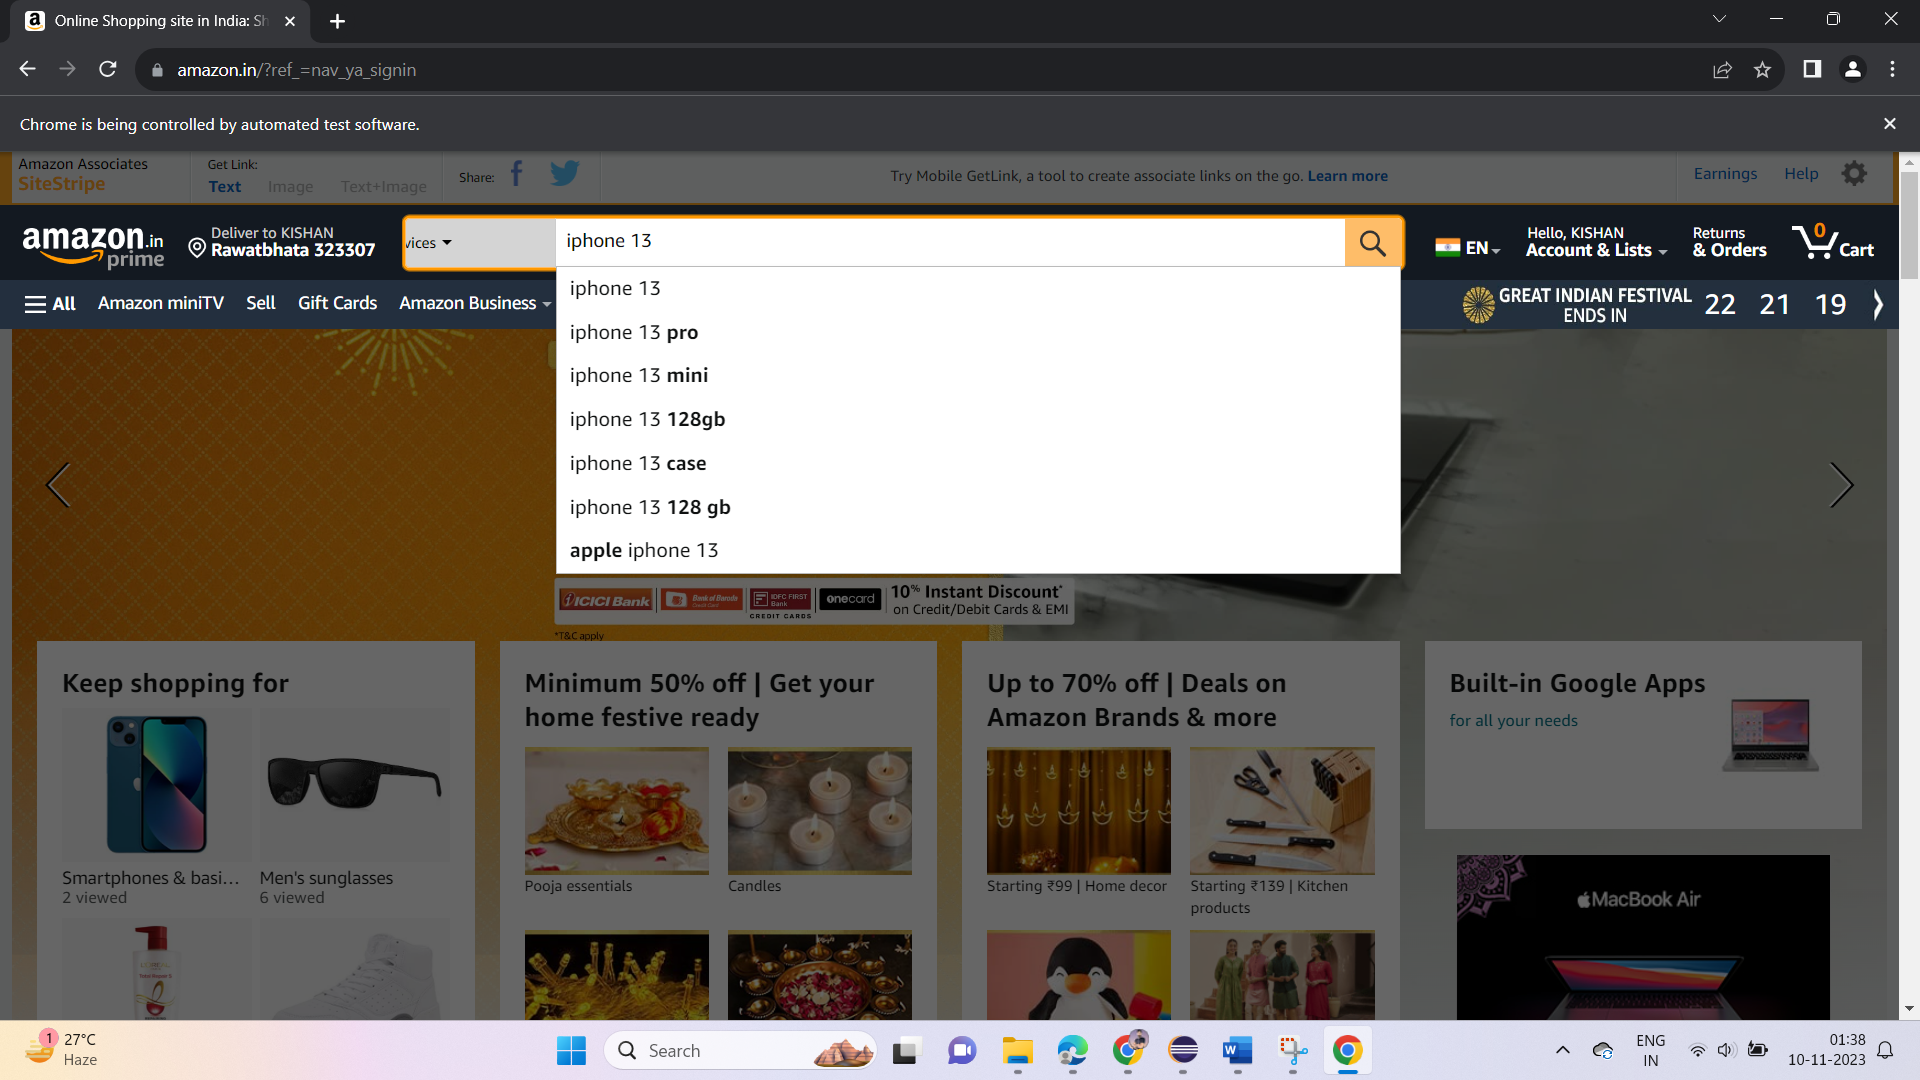 Online Shopping site in India: Sh
amazon.in/?ref_=nav_ya_signin
Chrome is being controlled by automated test software.
Amazon Associates
SiteStripe
Get Link:
Text Image Text+Image
Share:
Try Mobile GetLink, a tool to create associate links on the go. Learn more
Earnings Help
amazon.in
prime
Deliver to KISHAN
Rawatbhata 323307
vices
iphone 13
EN
Hello, KISHAN
Account & Lists
Returns
& Orders
0
Cart
All Amazon miniTV Sell Gift Cards Amazon Business
GREAT INDIAN FESTIVAL
ENDS IN
22 21 19
iphone 13
iphone 13 pro
iphone 13 mini
iphone 13 128gb
iphone 13 case
iphone 13 128 gb
apple iphone 13
ICICI Bank
Bank of Baroda
IDFC FIRST
Bank
CREDIT CARDS
onecard
10% Instant Discount*
on Credit/Debit Cards & EMI
*T&C apply
Keep shopping for
Smartphones & basi...
2 viewed
Men's sunglasses
6 viewed
Minimum 50% off | Get your
home festive ready
Pooja essentials
Candles
Up to 70% off | Deals on
Amazon Brands & more
Starting ₹99 | Home decor
Starting ₹139 | Kitchen
products
Built-in Google Apps
for all your needs
MacBook Air
1
27°C
Haze
Search
ENG
IN
01:38
10-11-2023